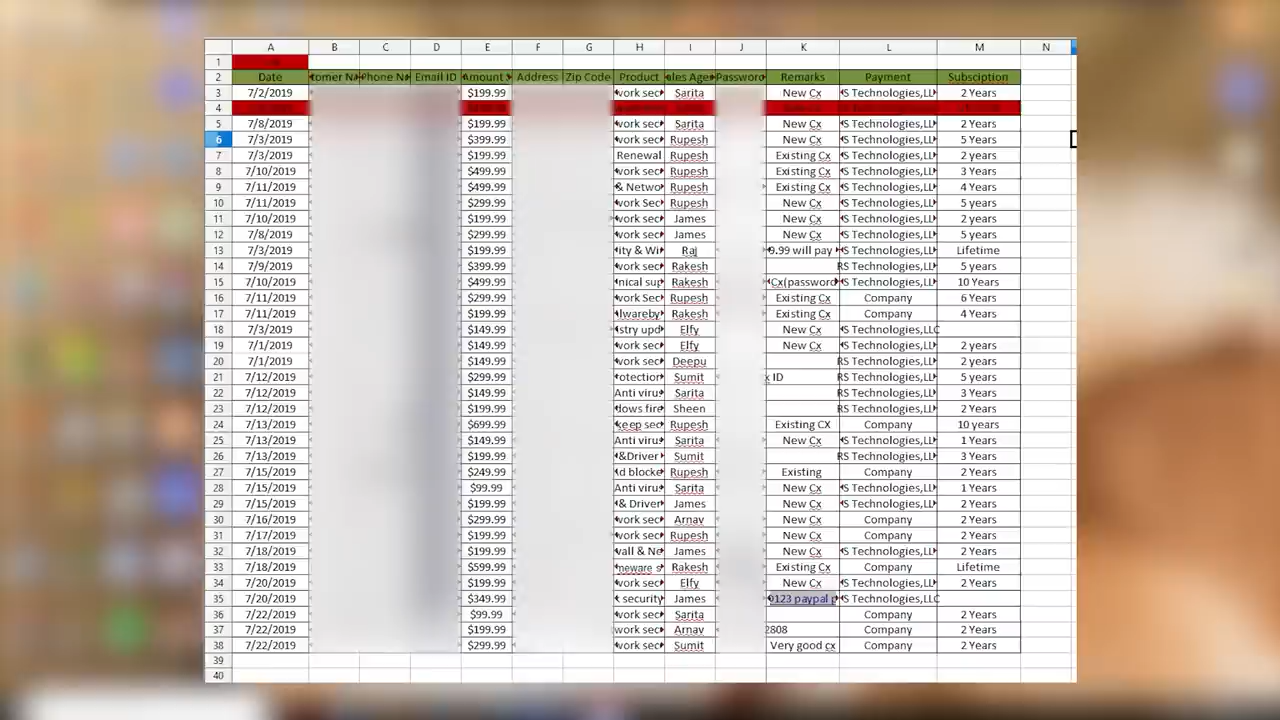 A B C D E F G H I J K L M N
1
2 Date tomer Na Phone Na Email ID Amount Address Zip Code Product ales Age Password Remarks Payment Subsciption
3 7/2/2019 $199.99 work sec Sarita New Cx S Technologies,LL 2 Years
4
5 7/8/2019 $199.99 work sec Sarita New Cx S Technologies,LL 2 Years
6 7/3/2019 $399.99 work sec Rupesh New Cx S Technologies,LL 5 Years
7 7/3/2019 $199.99 Renewal Rupesh Existing Cx S Technologies,LL 2 years
8 7/10/2019 $499.99 work sec Rupesh Existing Cx S Technologies,LL 3 Years
9 7/11/2019 $499.99 & Netwo Rupesh Existing Cx S Technologies,LL 4 Years
10 7/11/2019 $299.99 work sec Rupesh New Cx S Technologies,LL 5 years
11 7/10/2019 $199.99 work sec James New Cx S Technologies,LL 2 years
12 7/8/2019 $299.99 work sec James New Cx S Technologies,LL 5 years
13 7/3/2019 $199.99 ity & Wi Raj 9.99 will pay S Technologies,LL Lifetime
14 7/9/2019 $399.99 work sec Rakesh RS Technologies,LL 5 years
15 7/10/2019 $499.99 nical sup Rakesh Cx(password S Technologies,LL 10 Years
16 7/11/2019 $299.99 work Sec Rupesh Existing Cx Company 6 Years
17 7/11/2019 $299.99 lwareby Rakesh Existing Cx Company 4 Years
18 7/3/2019 $149.99 stry upd Elfy New Cx S Technologies,LLC
19 7/1/2019 $149.99 work sec Elfy New Cx S Technologies,LL 2 years
20 7/1/2019 $149.99 work sec Deepu RS Technologies,LL 2 years
21 7/12/2019 $299.99 otection Sumit x ID RS Technologies,LL 5 years
22 7/12/2019 $149.99 Anti viru Sarita RS Technologies,LL 3 Years
23 7/12/2019 $199.99 dows fire Sheen RS Technologies,LL 2 Years
24 7/13/2019 $699.99 keep sec Rupesh Existing CX Company 10 years
25 7/13/2019 $149.99 Anti viru Sarita New Cx S Technologies,LL 1 Years
26 7/13/2019 $199.99 &Driver Sumit RS Technologies,LL 3 Years
27 7/15/2019 $249.99 d blocke Rupesh Existing Company 2 Years
28 7/15/2019 $99.99 Anti viru Sarita New Cx S Technologies,LL 1 Years
29 7/15/2019 $199.99 & Driver James New Cx S Technologies,LL 2 Years
30 7/16/2019 $299.99 work sec Arnav New Cx Company 2 Years
31 7/17/2019 $199.99 work sec Rupesh New Cx Company 2 Years
32 7/18/2019 $199.99 wall & Ne James New Cx S Technologies,LL 2 Years
33 7/18/2019 $599.99 neware s Rakesh Existing Cx Company Lifetime
34 7/20/2019 $199.99 work sec Elfy New Cx S Technologies,LL 2 Years
35 7/20/2019 $349.99 t security James 0123 paypal p S Technologies,LLC
36 7/22/2019 $99.99 work sec Sarita Company 2 Years
37 7/22/2019 $199.99 work sec Arnav 2808 Company 2 Years
38 7/22/2019 $299.99 work sec Sumit Very good cx Company 2 Years
39
40